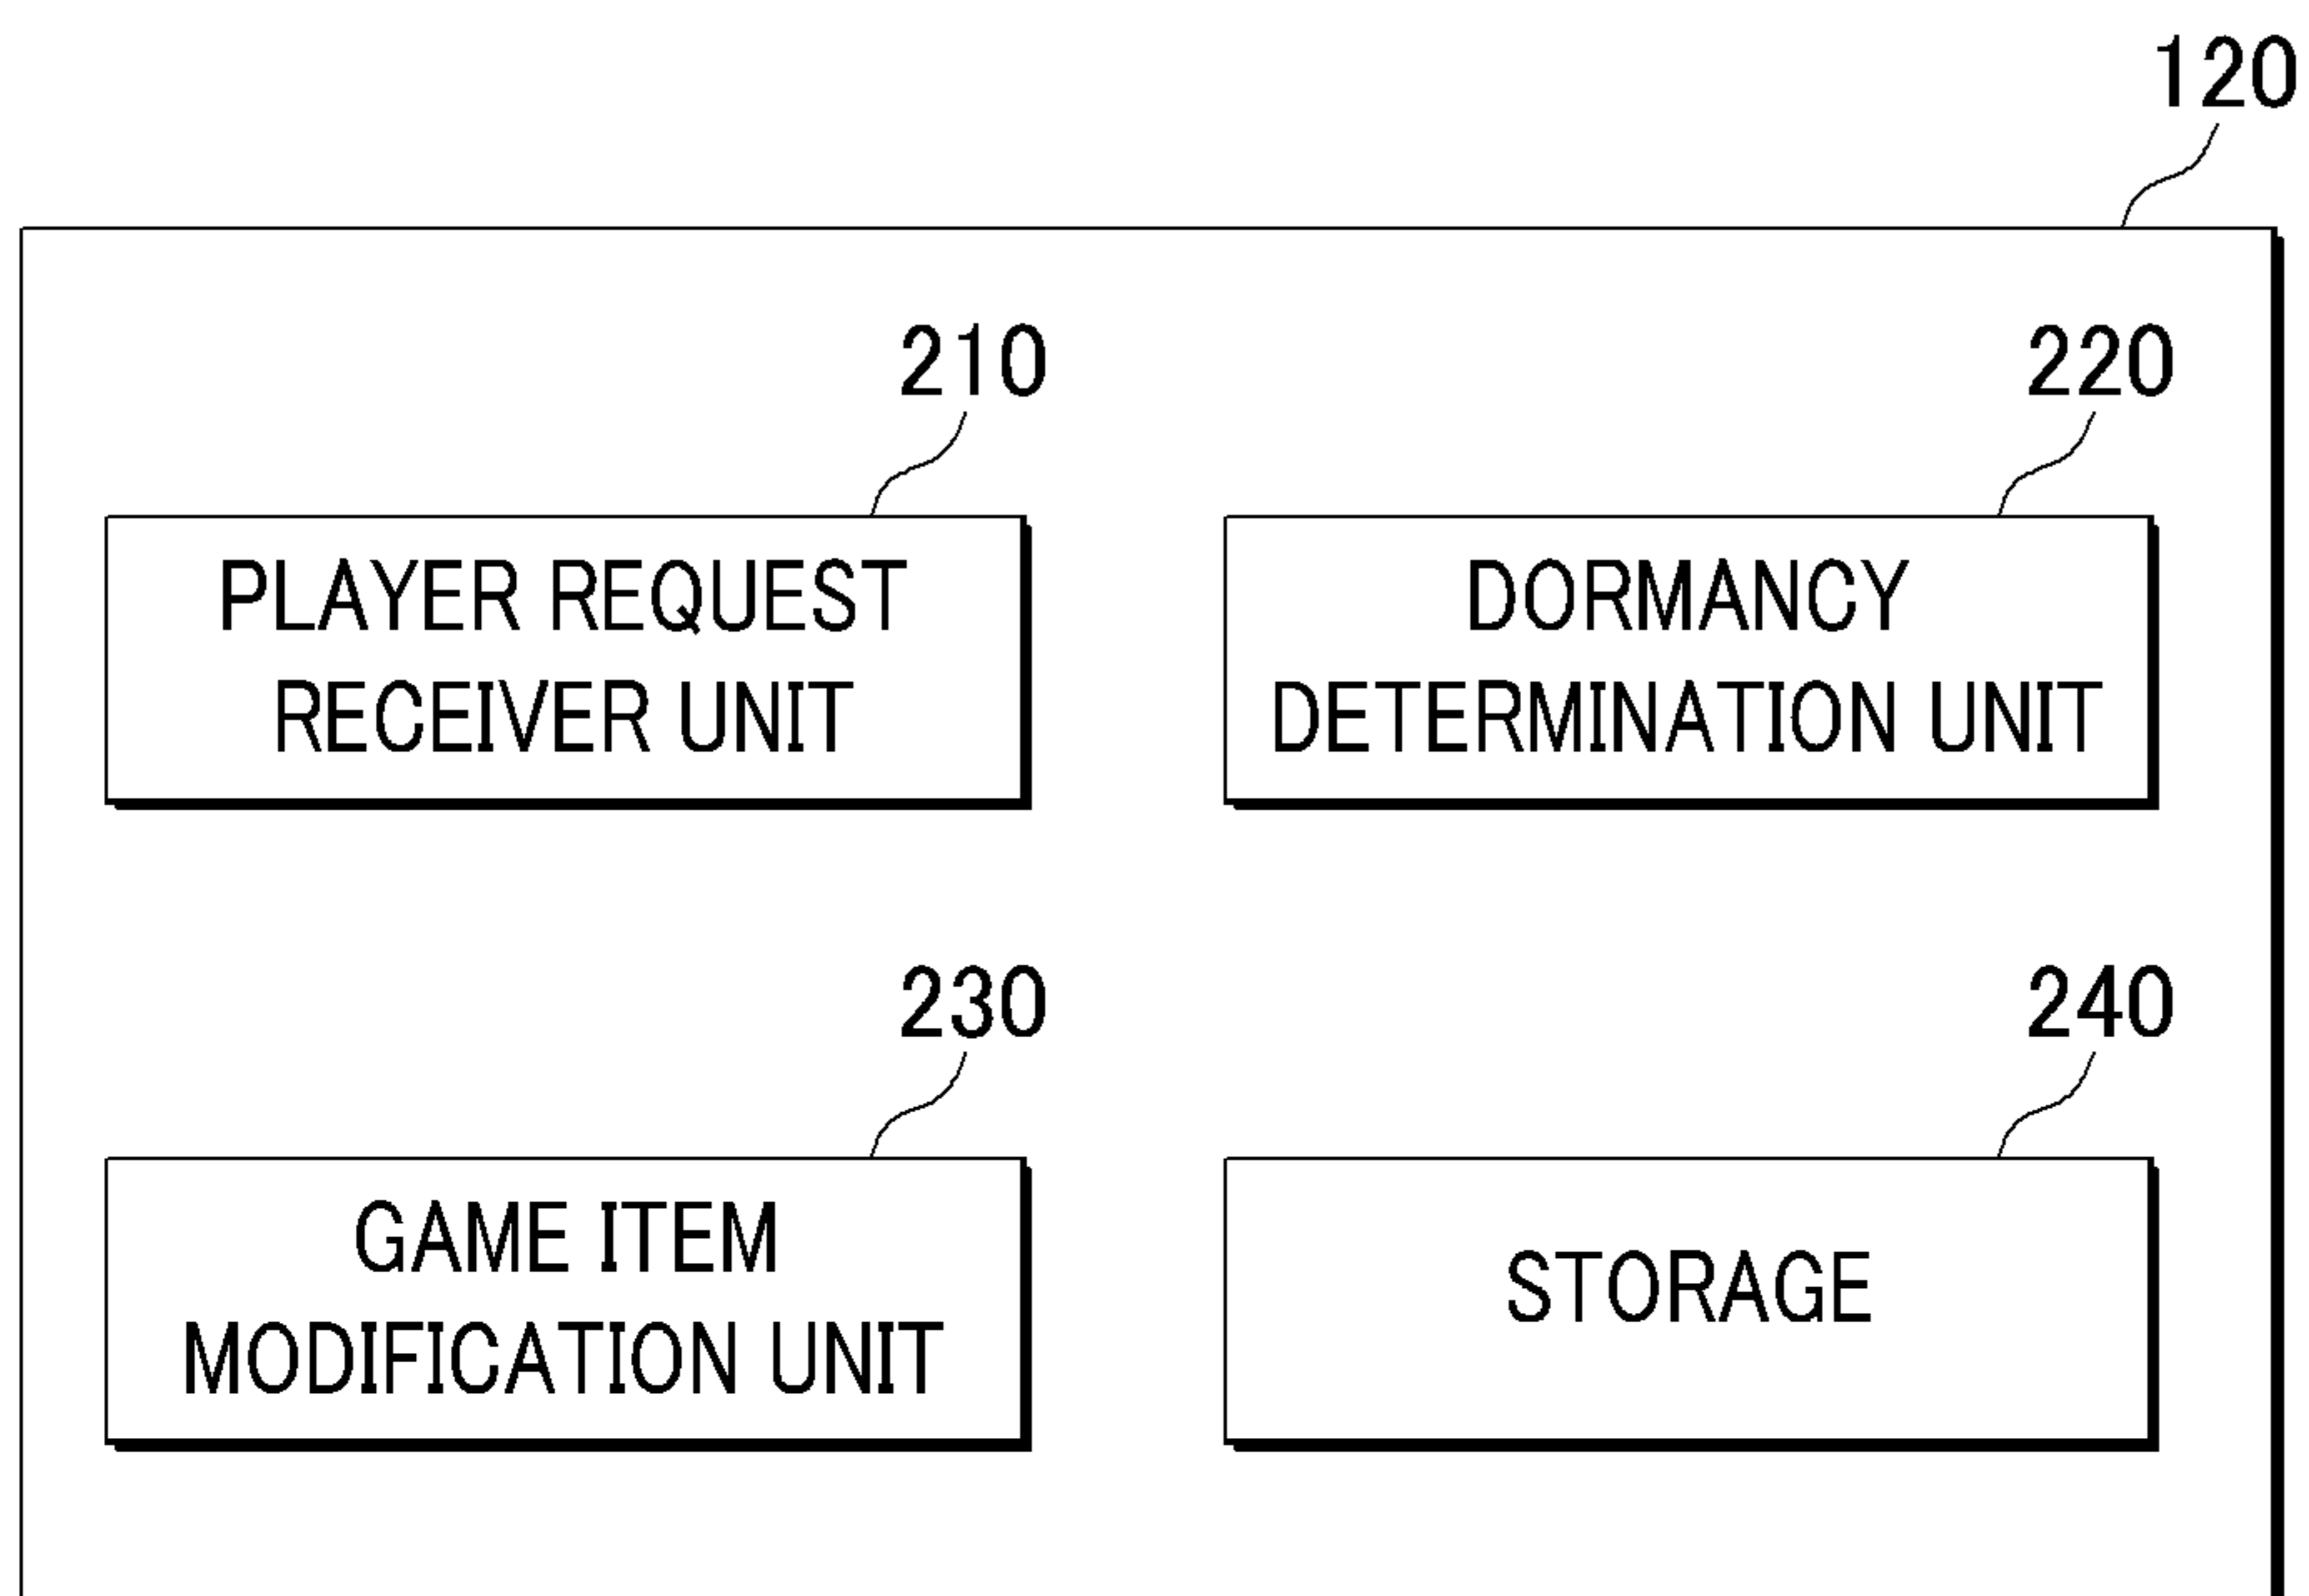 120
210
220
PLAYER REQUEST
RECEIVER UNIT
DORMANCY
DETERMINATION UNIT
230
240
GAME ITEM
MODIFICATION UNIT
STORAGE